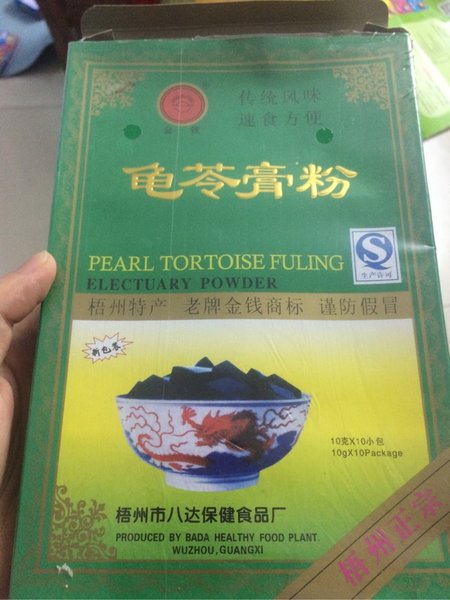 传统风味
速食方便
金钱
龟苓膏粉
PEARL TORTOISE FULING
ELECTUARY POWDER
生产许可
梧州特产 老牌金钱商标 谨防假冒
新包装
10克X10小包
10gX10Package
梧州正宗
梧州市八达保健食品厂
PRODUCED BY BADA HEALTHY FOOD PLANT.
WUZHOU,GUANGXI